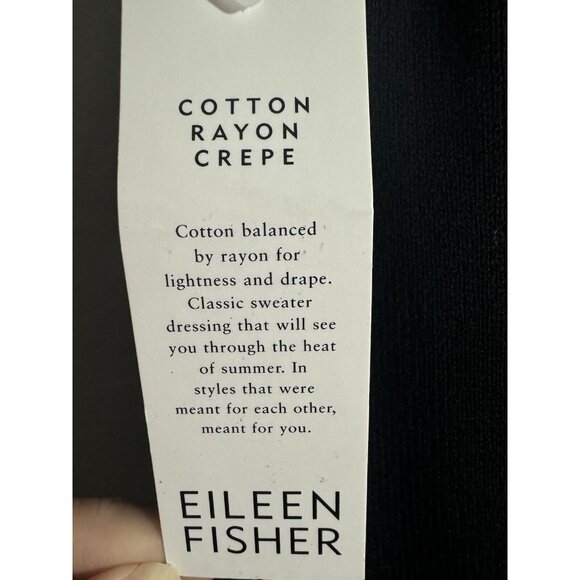 COTTON
RAYON
CREPE
Cotton balanced
by rayon for
lightness and drape.
Classic sweater
dressing that will see
you through the heat
of summer. In
styles that were
meant for each other,
meant for you.
EILEEN
FISHER